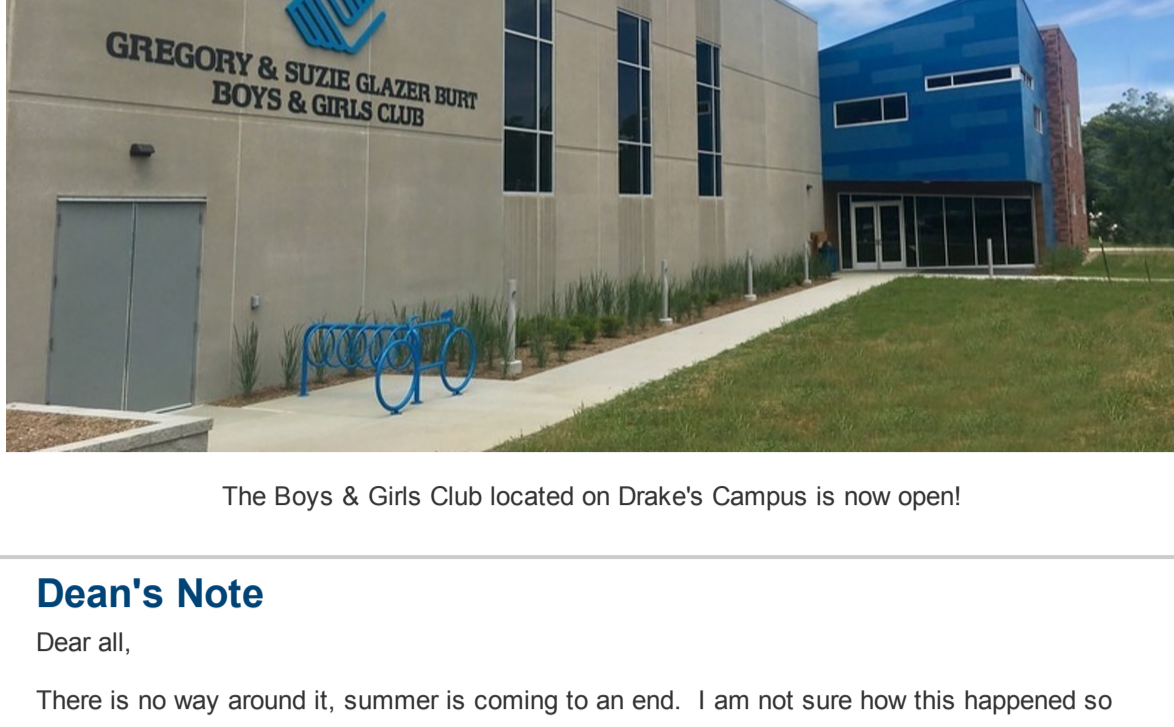 GREGORY & SUZIE GLAZER BURT
BOYS & GIRLS CLUB
The Boys & Girls Club located on Drake's Campus is now open!
Dean's Note
Dear all,
There is no way around it, summer is coming to an end.  I am not sure how this happened so